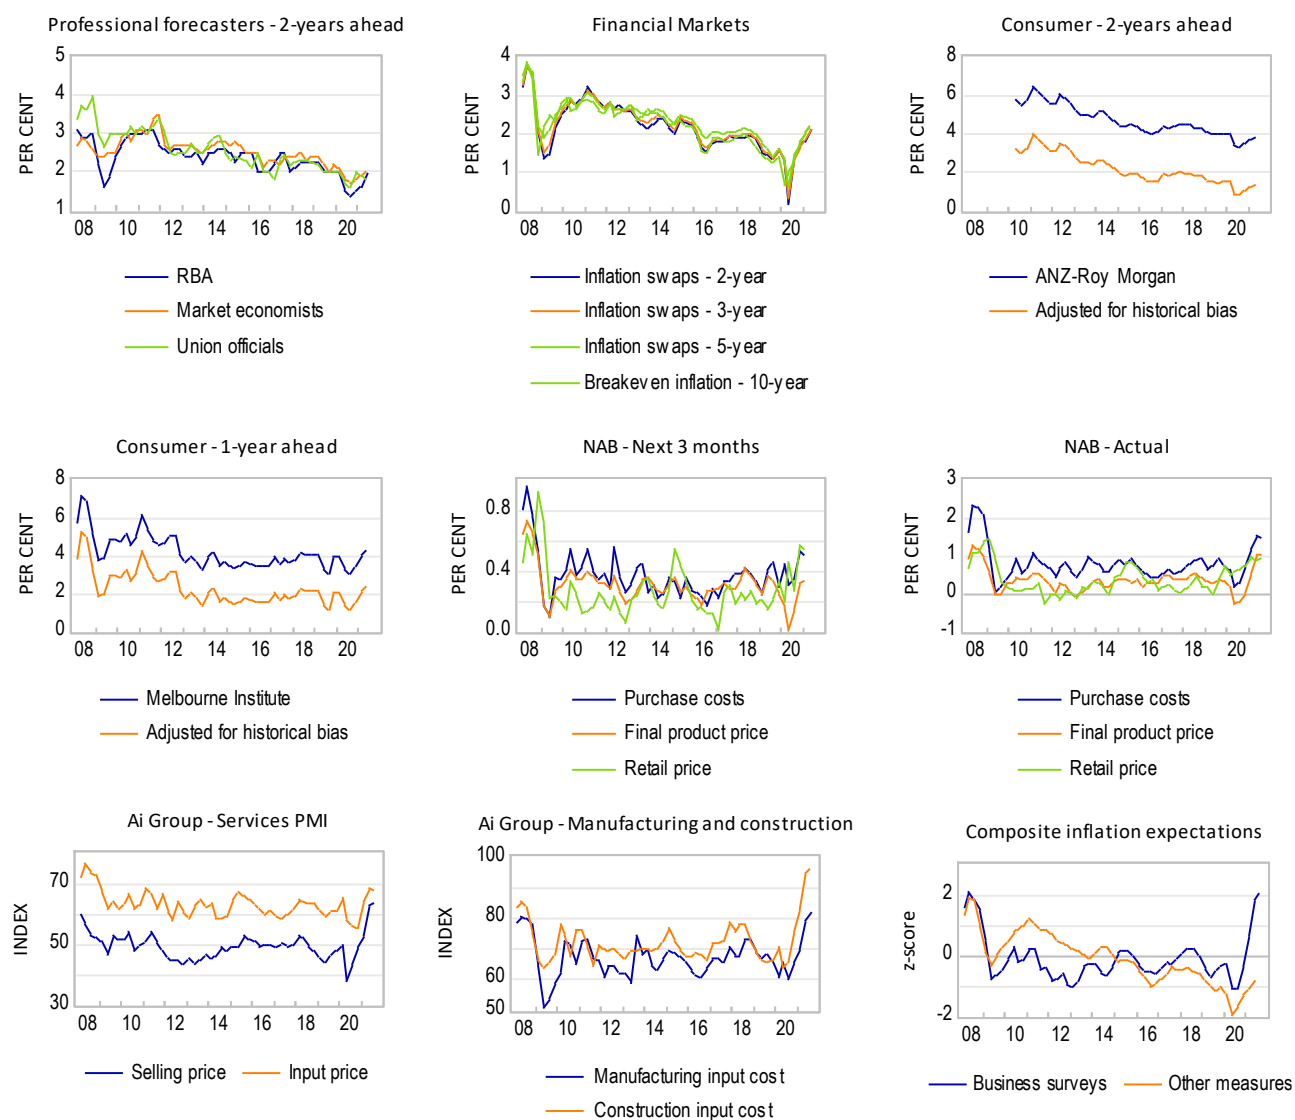 Professional forecasters - 2-years ahead
PER CENT
5
4
3
2
1
08 10 12 14 16 18 20
RBA
Market economists
Union officials
Financial Markets
PER CENT
4
3
2
1
0
08 10 12 14 16 18 20
Inflation swaps - 2-year
Inflation swaps - 3-year
Inflation swaps - 5-year
Breakeven inflation - 10-year
Consumer - 2-years ahead
PER CENT
8
6
4
2
0
08 10 12 14 16 18 20
ANZ-Roy Morgan
Adjusted for historical bias
Consumer - 1-year ahead
PER CENT
8
6
4
2
0
08 10 12 14 16 18 20
Melbourne Institute
Adjusted for historical bias
NAB - Next 3 months
PER CENT
0.8
0.4
0.0
08 10 12 14 16 18 20
Purchase costs
Final product price
Retail price
NAB - Actual
PER CENT
3
2
1
0
-1
08 10 12 14 16 18 20
Purchase costs
Final product price
Retail price
Ai Group - Services PMI
INDEX
70
50
30
08 10 12 14 16 18 20
Selling price Input price
Ai Group - Manufacturing and construction
INDEX
100
80
60
50
08 10 12 14 16 18 20
Manufacturing input cost
Construction input cost
Composite inflation expectations
z-score
2
0
-2
08 10 12 14 16 18 20
Business surveys Other measures